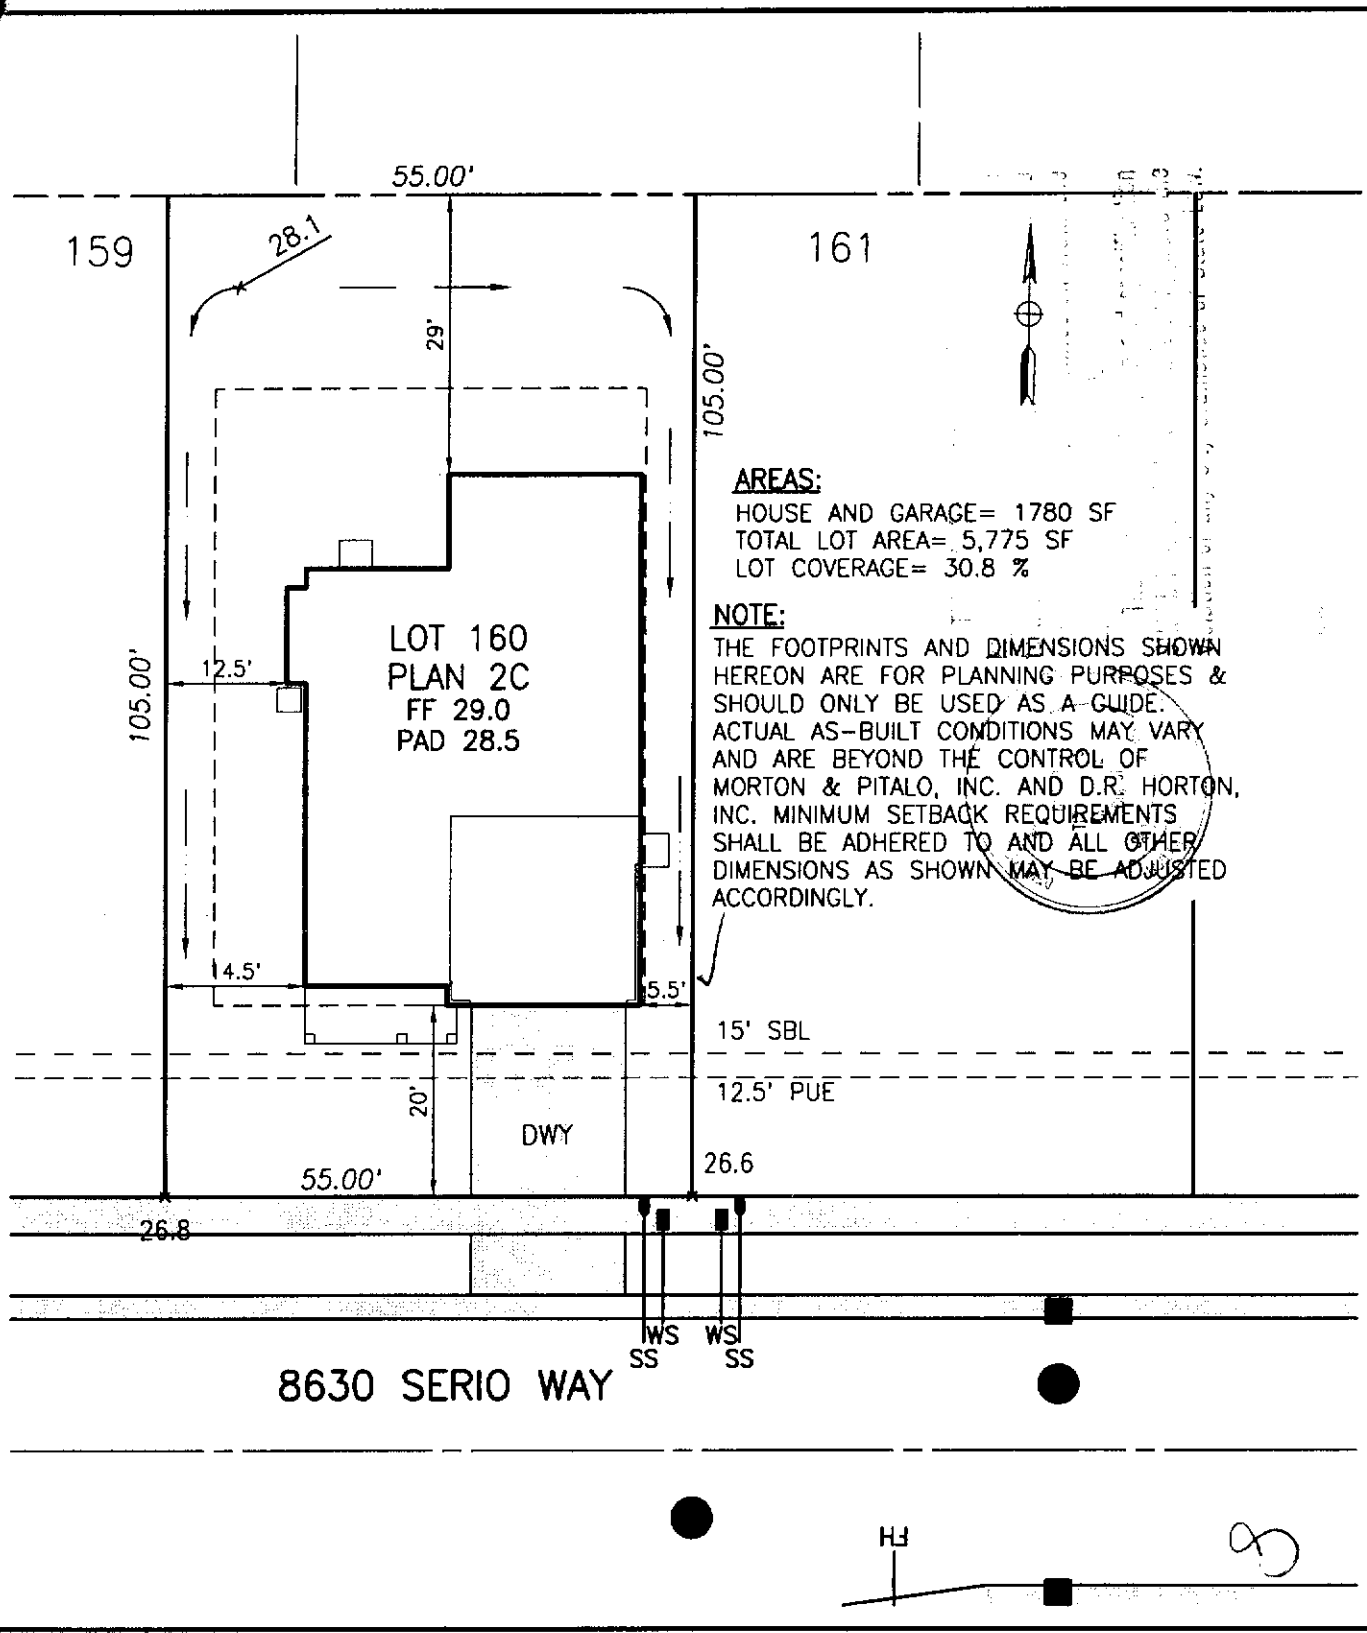 55.00'
159
28.1
161
29'
105.00'
AREAS:
HOUSE AND GARAGE= 1780 SF
TOTAL LOT AREA= 5,775 SF
LOT COVERAGE= 30.8 %
NOTE:
THE FOOTPRINTS AND DIMENSIONS SHOWN
HEREON ARE FOR PLANNING PURPOSES &
SHOULD ONLY BE USED AS A GUIDE.
ACTUAL AS-BUILT CONDITIONS MAY VARY
AND ARE BEYOND THE CONTROL OF
MORTON & PITALO, INC. AND D.R. HORTON,
INC. MINIMUM SETBACK REQUIREMENTS
SHALL BE ADHERED TO AND ALL OTHER
DIMENSIONS AS SHOWN MAY BE ADJUSTED
ACCORDINGLY.
LOT 160
PLAN 2C
FF 29.0
PAD 28.5
12.5'
105.00'
14.5'
5.5'
15' SBL
12.5' PUE
20'
DWY
26.6
55.00'
26.8
WS WS
SS SS
8630 SERIO WAY
FH
8